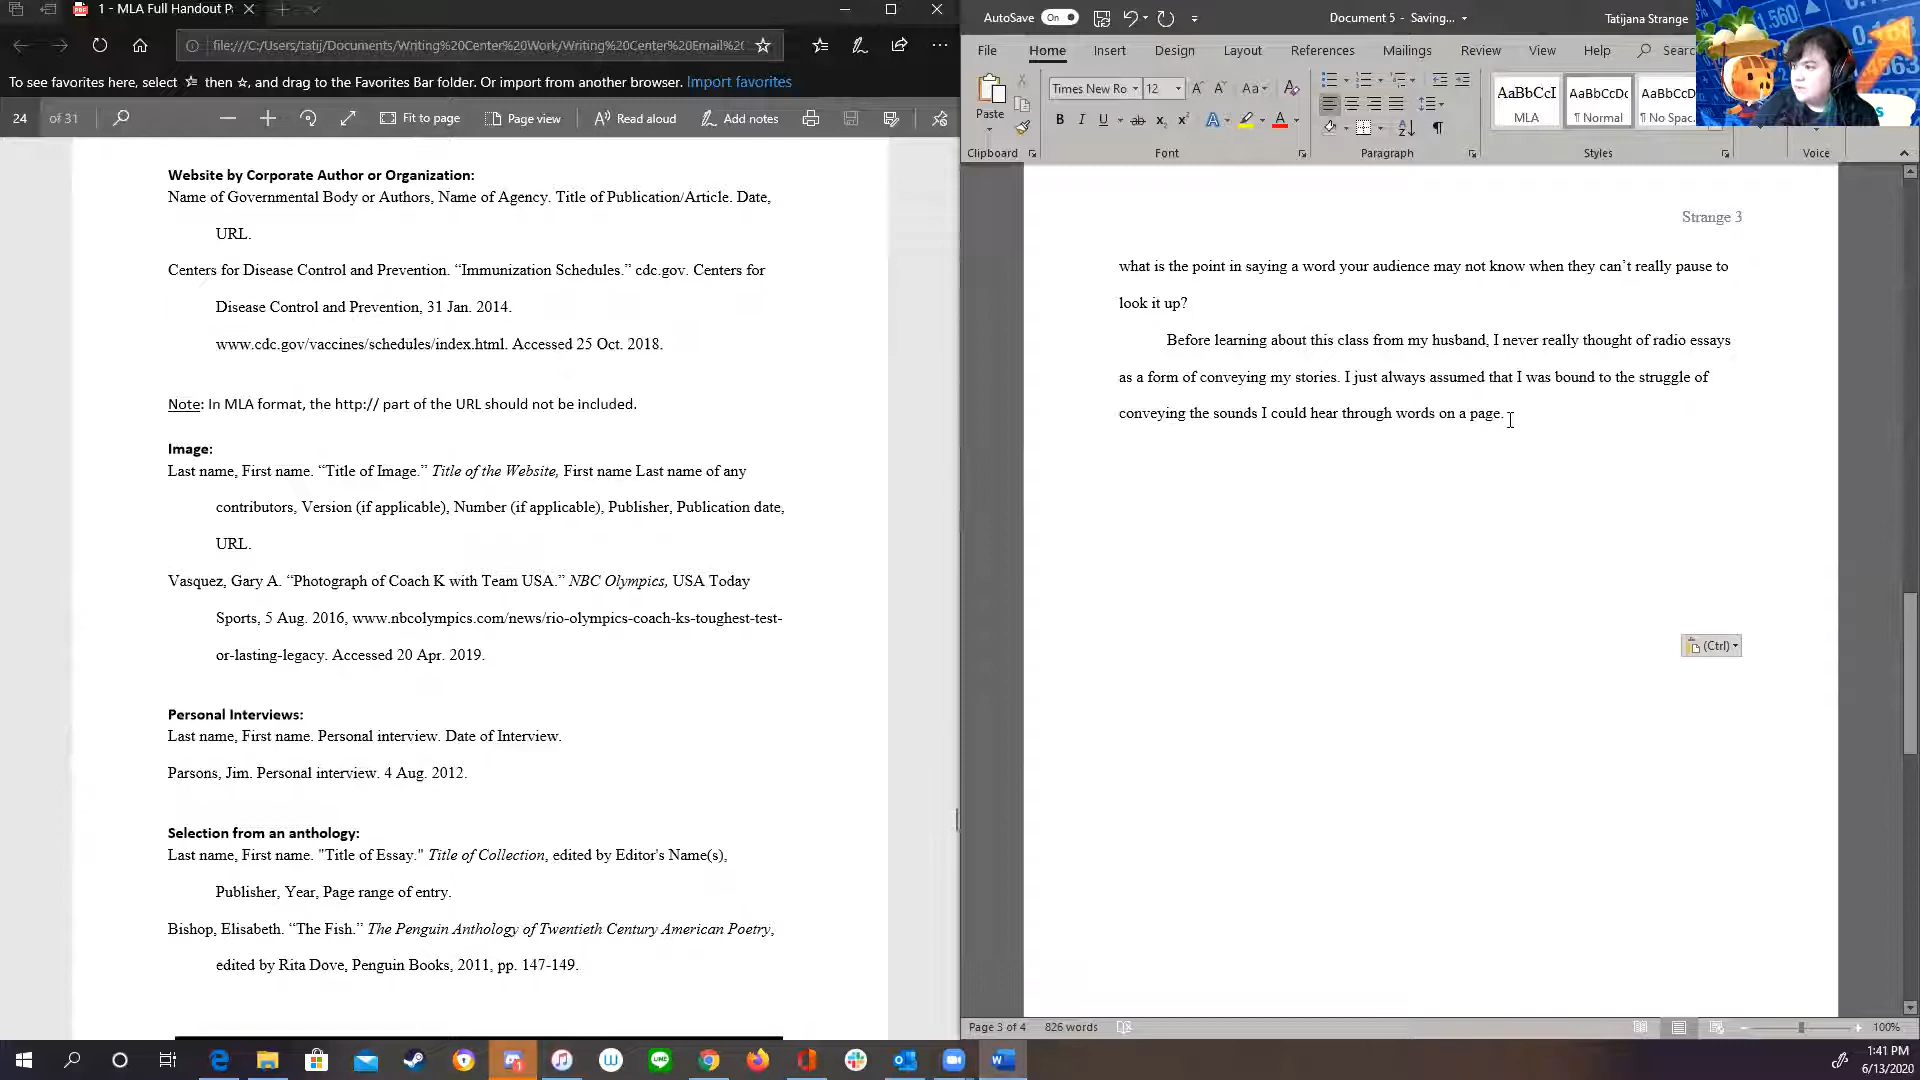 1 - MLA Full Handout P
file:///C:/Users/tatij/Documents/Writing%20Center%20Work/Writing%20Center%20Email%2
To see favorites here, select then ☆, and drag to the Favorites Bar folder. Or import from another browser. Import favorites
24 of 31 Fit to page Page view Read aloud Add notes
Website by Corporate Author or Organization:
Name of Governmental Body or Authors, Name of Agency. Title of Publication/Article. Date,
URL.
Centers for Disease Control and Prevention. “Immunization Schedules.” cdc.gov. Centers for
Disease Control and Prevention, 31 Jan. 2014.
www.cdc.gov/vaccines/schedules/index.html. Accessed 25 Oct. 2018.
Note: In MLA format, the http:// part of the URL should not be included.
Image:
Last name, First name. “Title of Image.” Title of the Website, First name Last name of any
contributors, Version (if applicable), Number (if applicable), Publisher, Publication date,
URL.
Vasquez, Gary A. “Photograph of Coach K with Team USA.” NBC Olympics, USA Today
Sports, 5 Aug. 2016, www.nbcolympics.com/news/rio-olympics-coach-ks-toughest-test-
or-lasting-legacy. Accessed 20 Apr. 2019.
Personal Interviews:
Last name, First name. Personal interview. Date of Interview.
Parsons, Jim. Personal interview. 4 Aug. 2012.
Selection from an anthology:
Last name, First name. "Title of Essay." Title of Collection, edited by Editor's Name(s),
Publisher, Year, Page range of entry.
Bishop, Elisabeth. “The Fish.” The Penguin Anthology of Twentieth Century American Poetry,
edited by Rita Dove, Penguin Books, 2011, pp. 147-149.
AutoSave On Document 5 - Saving... Tatijana Strange
File Home Insert Design Layout References Mailings Review View Help Searc
Paste Times New Ro 12 Aa AaBbCcI AaBbCcDc AaBbCcD
B I U ab x₂ x² A A MLA ¶ Normal ¶ No Spac.
Clipboard Font Paragraph Styles Voice
Strange 3
what is the point in saying a word your audience may not know when they can’t really pause to
look it up?
Before learning about this class from my husband, I never really thought of radio essays
as a form of conveying my stories. I just always assumed that I was bound to the struggle of
conveying the sounds I could hear through words on a page.
(Ctrl)
Page 3 of 4 826 words 100%
1:41 PM
6/13/2020